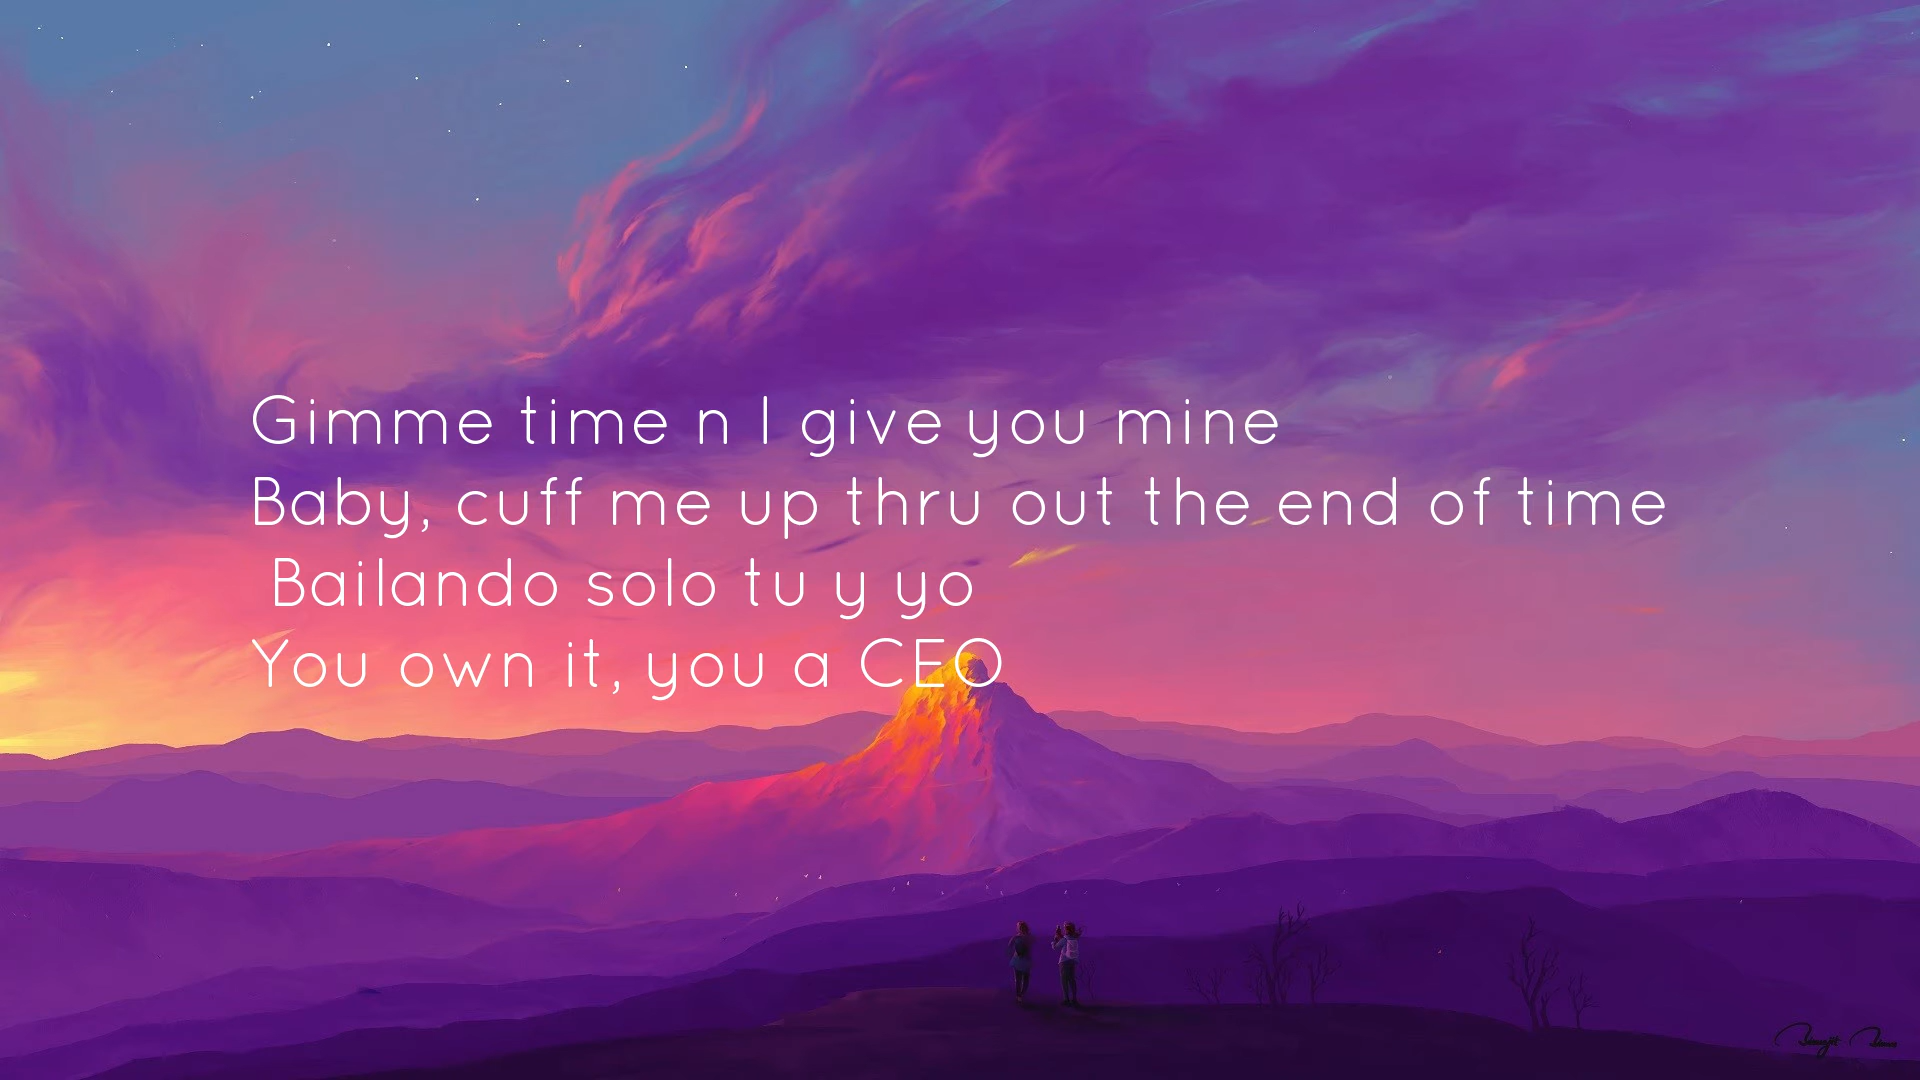 Gimme time n I give you mine
Baby, cuff me up thru out the end of time
Bailando solo tu y yo
You own it, you a CEO